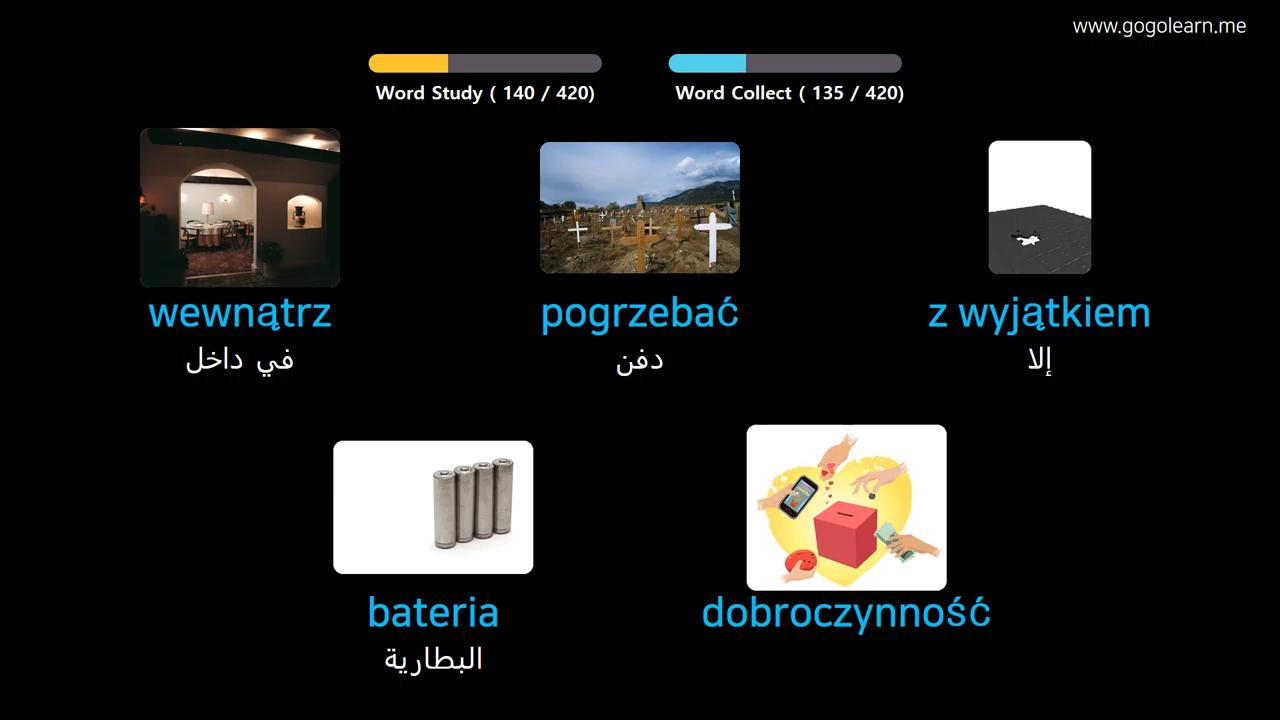 www.gogolearn.me
Word Study ( 140 / 420)
Word Collect ( 135 / 420)
wewnątrz
في داخل
pogrzebać
دفن
z wyjątkiem
إلا
bateria
البطارية
dobroczynność